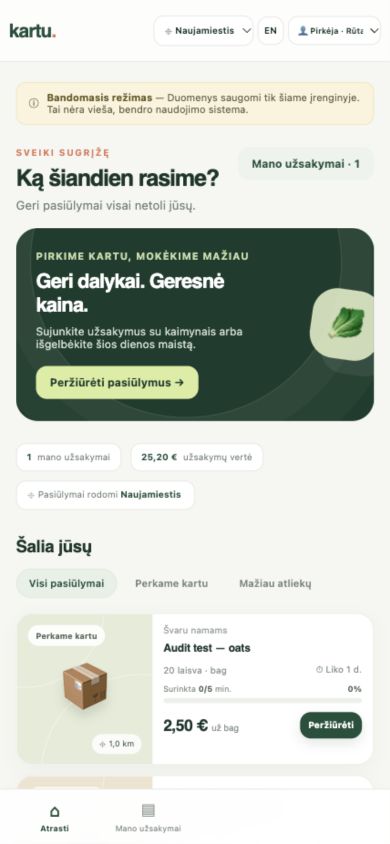 kartu.
Naujamiestis
EN
Pirkėja · Rūta
Bandomasis režimas — Duomenys saugomi tik šiame įrenginyje.
Tai nėra vieša, bendro naudojimo sistema.
SVEIKI SUGRĮŽĘ
Ką šiandien rasime?
Mano užsakymai · 1
Geri pasiūlymai visai netoli jūsų.
PIRKIME KARTU, MOKĖKIME MAŽIAU
Geri dalykai. Geresnė
kaina.
Sujunkite užsakymus su kaimynais arba
išgelbėkite šios dienos maistą.
Peržiūrėti pasiūlymus →
1 mano užsakymai
25,20 € užsakymų vertė
Pasiūlymai rodomi Naujamiestis
Šalia jūsų
Visi pasiūlymai
Perkame kartu
Mažiau atliekų
Perkame kartu
1,0 km
Švaru namams
Audit test — oats
20 laisva · bag
Liko 1 d.
Surinkta 0/5 min.
0%
2,50 € už bag
Peržiūrėti
Atrasti
Mano užsakymai